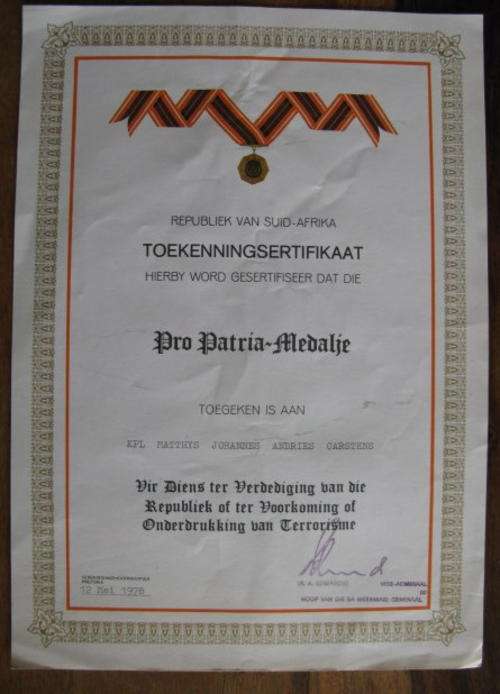 REPUBLIEK VAN SUID-AFRIKA
TOEKENNINGSERTIFIKAAT
HIERBY WORD GESERTIFISEER DAT DIE
Pro Patria-Medalje
TOEGEKEN IS AAN
KPL MATTHYS JOHANNES ANDRIES CARSTENS
Vir Diens ter Verdediging van die
Republiek of ter Voorkoming of
Onderdrukking van Terrorisme
PRETORIA
12 Mei 1978
VISE-ADMIRAAL
HOOF VAN DIE SA WEERMAG: GENERAAL